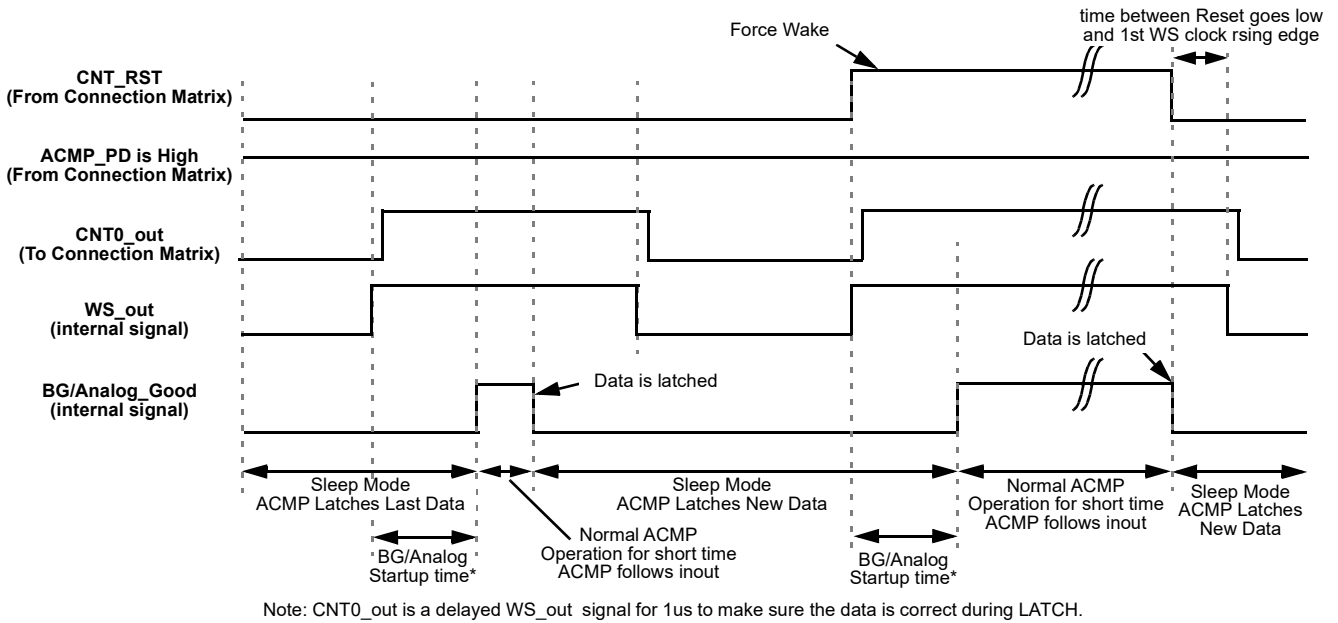 time between Reset goes low
and 1st WS clock rsing edge
Force Wake
CNT_RST
(From Connection Matrix)
ACMP_PD is High
(From Connection Matrix)
CNT0_out
(To Connection Matrix)
WS_out
(internal signal)
Data is latched
BG/Analog_Good
(internal signal)
Data is latched
Sleep Mode
ACMP Latches Last Data
Sleep Mode
ACMP Latches New Data
Normal ACMP
Operation for short time
ACMP follows inout
Sleep Mode
ACMP Latches
New Data
BG/Analog
Startup time*
Normal ACMP
Operation for short time
ACMP follows inout
BG/Analog
Startup time*
Note: CNT0_out is a delayed WS_out signal for 1us to make sure the data is correct during LATCH.